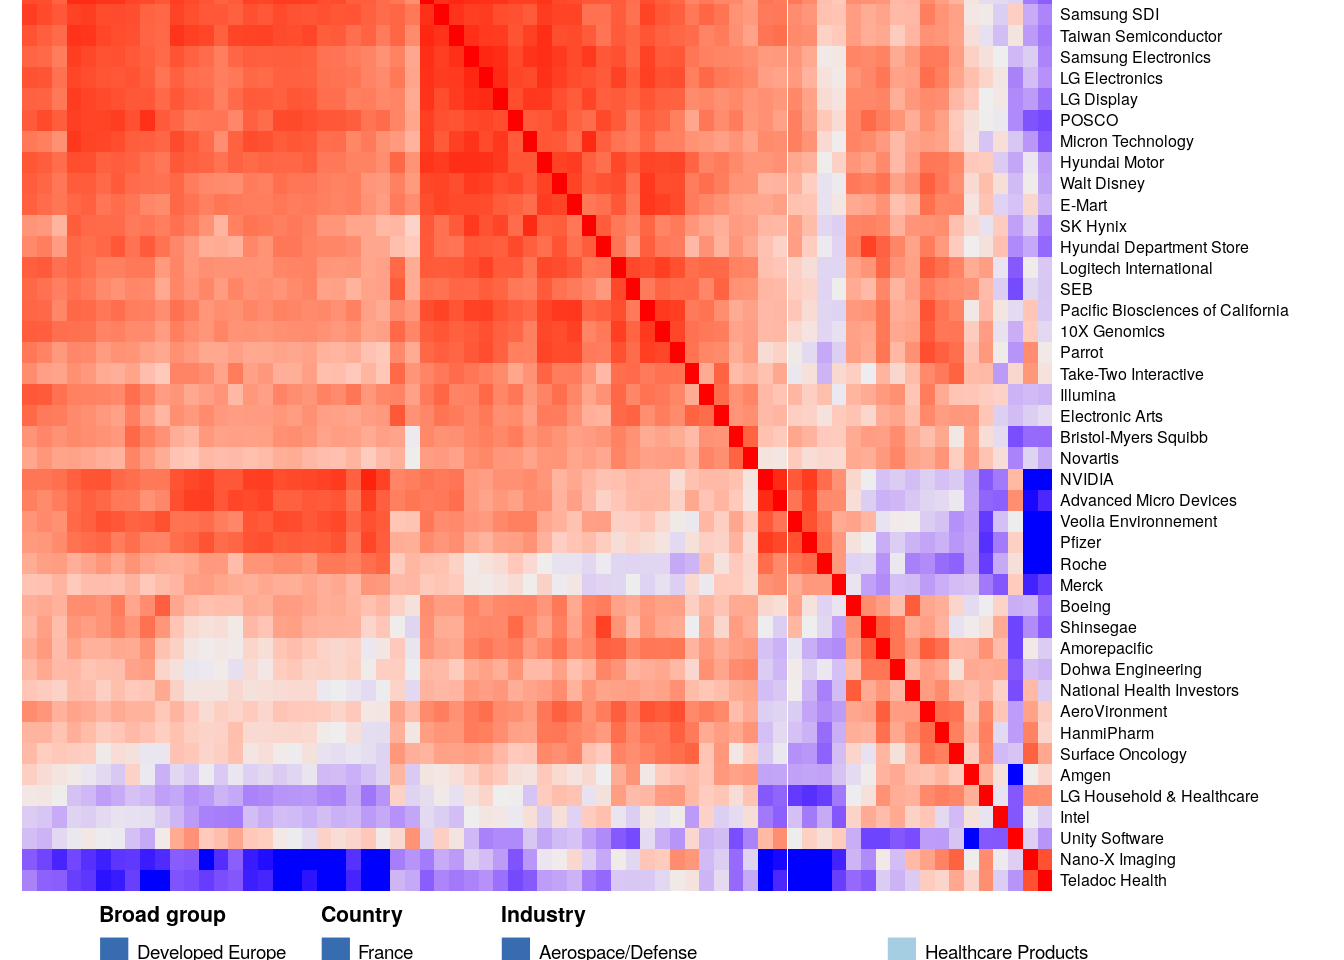 Samsung SDI
Taiwan Semiconductor
Samsung Electronics
LG Electronics
LG Display
POSCO
Micron Technology
Hyundai Motor
Walt Disney
E-Mart
SK Hynix
Hyundai Department Store
Logitech International
SEB
Pacific Biosciences of California
10X Genomics
Parrot
Take-Two Interactive
Illumina
Electronic Arts
Bristol-Myers Squibb
Novartis
NVIDIA
Advanced Micro Devices
Veolia Environnement
Pfizer
Roche
Merck
Boeing
Shinsegae
Amorepacific
Dohwa Engineering
National Health Investors
AeroVironment
HanmiPharm
Surface Oncology
Amgen
LG Household & Healthcare
Intel
Unity Software
Nano-X Imaging
Teladoc Health
Broad group Country Industry
Developed Europe France Aerospace/Defense Healthcare Products